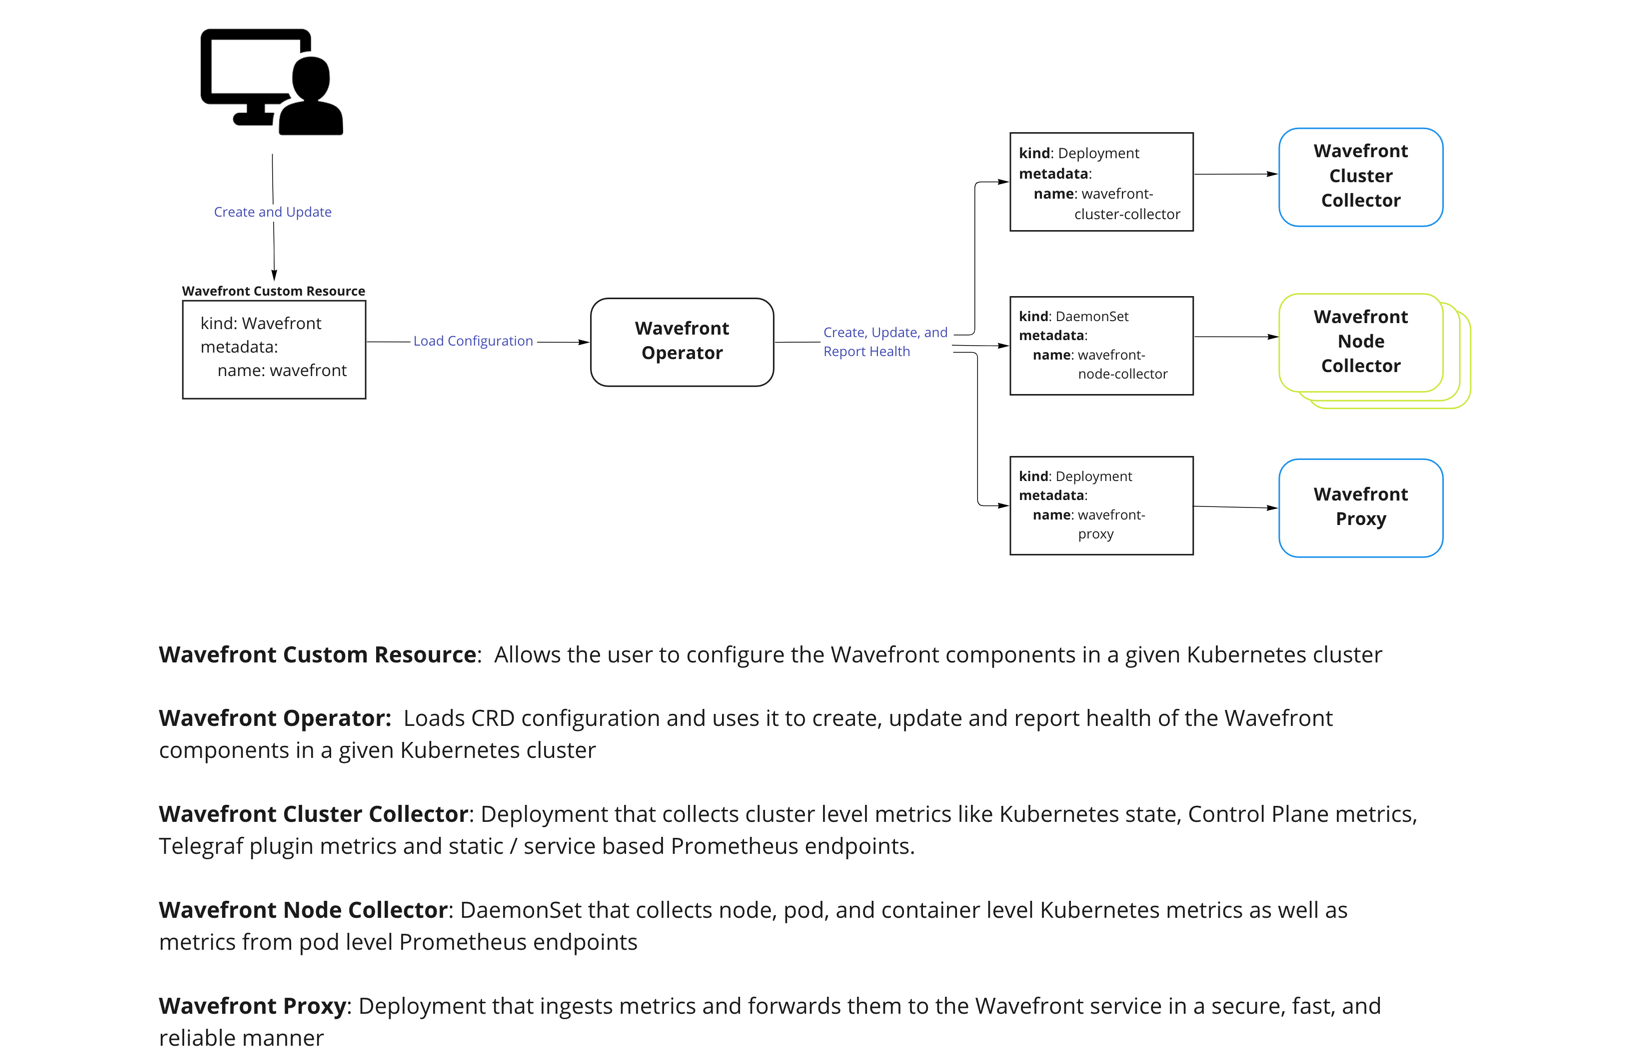 Create and Update
Wavefront Custom Resource
kind: Wavefront
metadata:
name: wavefront
Load Configuration
Wavefront
Operator
Create, Update, and
Report Health
kind: Deployment
metadata:
name: wavefront-
cluster-collector
Wavefront
Cluster
Collector
kind: DaemonSet
metadata:
name: wavefront-
node-collector
Wavefront
Node
Collector
kind: Deployment
metadata:
name: wavefront-
proxy
Wavefront
Proxy
Wavefront Custom Resource: Allows the user to configure the Wavefront components in a given Kubernetes cluster
Wavefront Operator: Loads CRD configuration and uses it to create, update and report health of the Wavefront
components in a given Kubernetes cluster
Wavefront Cluster Collector: Deployment that collects cluster level metrics like Kubernetes state, Control Plane metrics,
Telegraf plugin metrics and static / service based Prometheus endpoints.
Wavefront Node Collector: DaemonSet that collects node, pod, and container level Kubernetes metrics as well as
metrics from pod level Prometheus endpoints
Wavefront Proxy: Deployment that ingests metrics and forwards them to the Wavefront service in a secure, fast, and
reliable manner